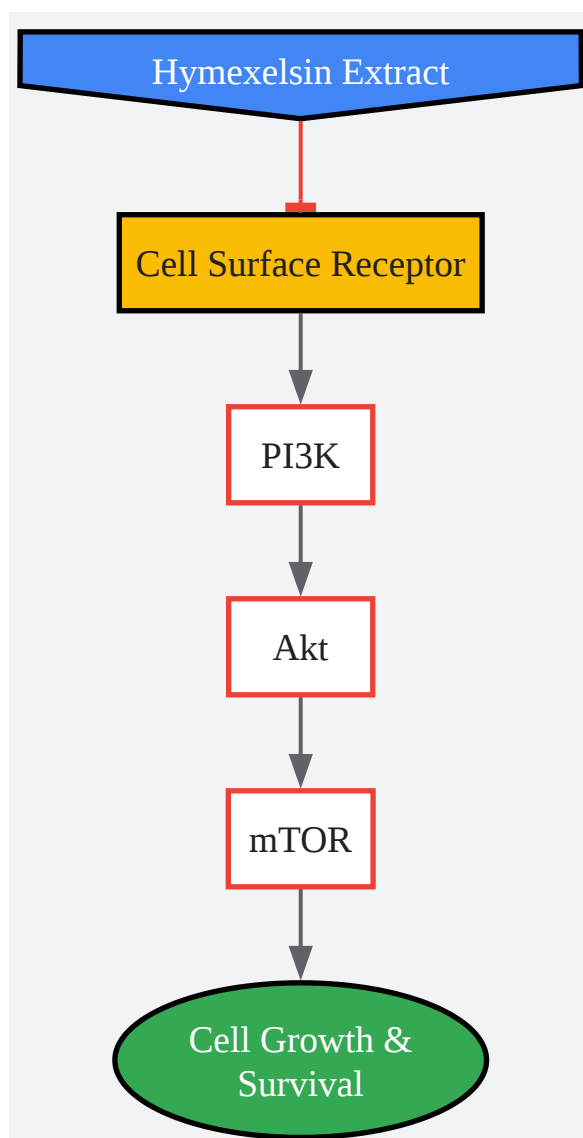 Hymexelsin Extract
Cell Surface Receptor
PI3K
Akt
mTOR
Cell Growth &
Survival